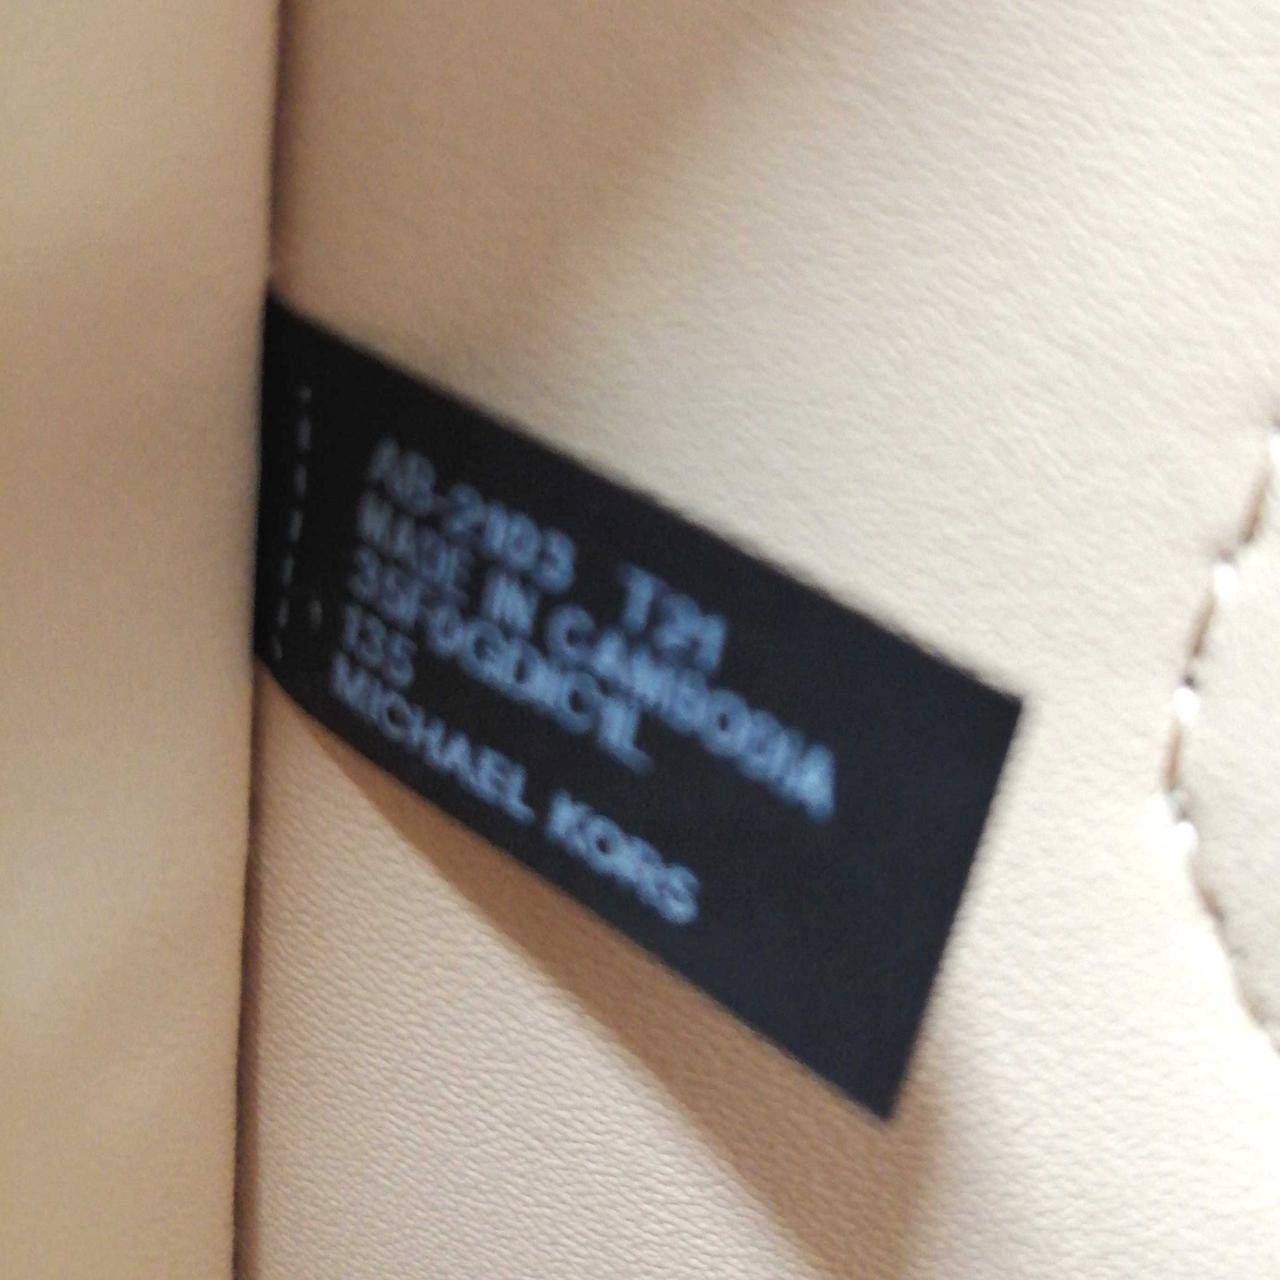 AB-2103 T21
MADE IN CAMBODIA
35F0GDIC1L
135
MICHAEL KORS